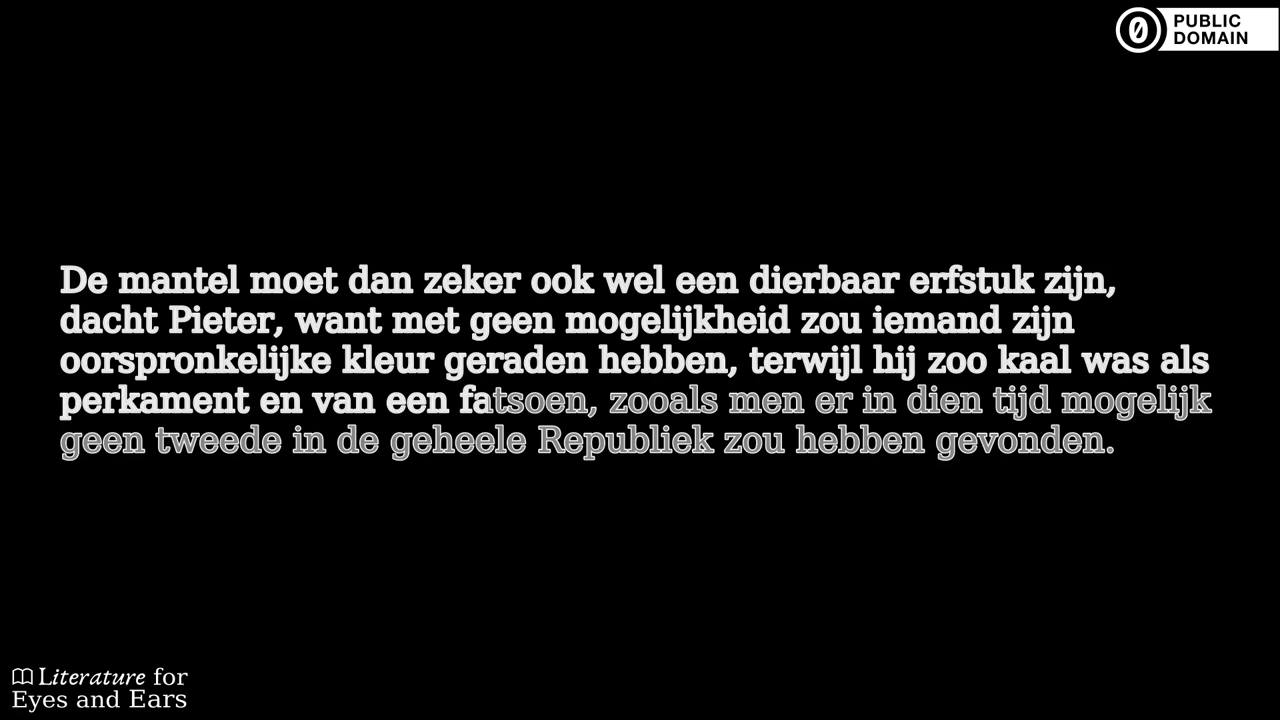 PUBLIC
DOMAIN
De mantel moet dan zeker ook wel een dierbaar erfstuk zijn,
dacht Pieter, want met geen mogelijkheid zou iemand zijn
oorspronkelijke kleur geraden hebben, terwijl hij zoo kaal was als
perkament en van een fatsoen, zooals men er in dien tijd mogelijk
geen tweede in de geheele Republiek zou hebben gevonden.
Literature for
Eyes and Ears